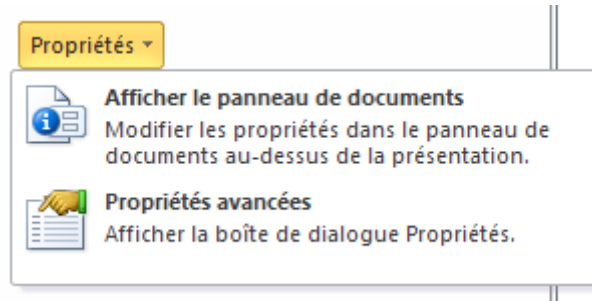 Propriétés
Afficher le panneau de documents
Modifier les propriétés dans le panneau de
documents au-dessus de la présentation.
Propriétés avancées
Afficher la boîte de dialogue Propriétés.